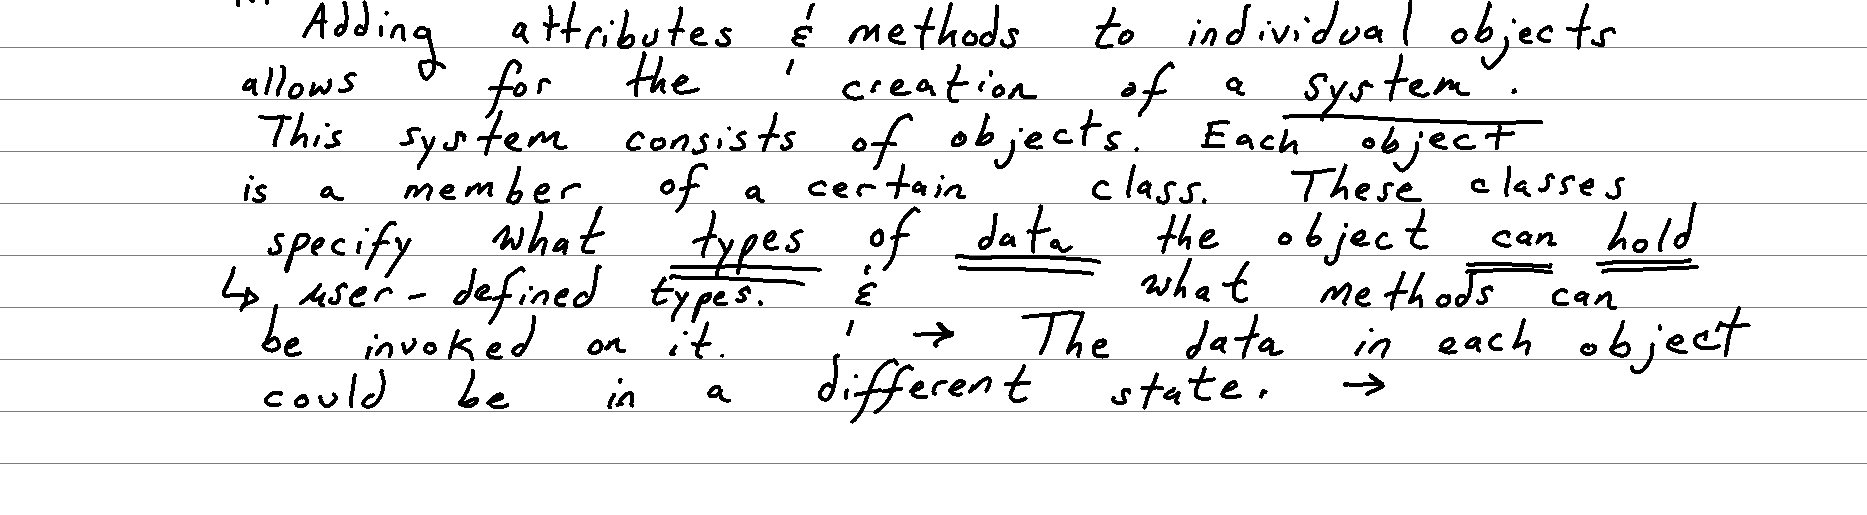 Adding attributes & methods to individual objects
allows for the creation of a system.
This system consists of objects. Each object
is a member of a certain class. These classes
specify what types of data the object can hold
↳ user-defined types. & what methods can
be invoked on it. → The data in each object
could be in a different state. →